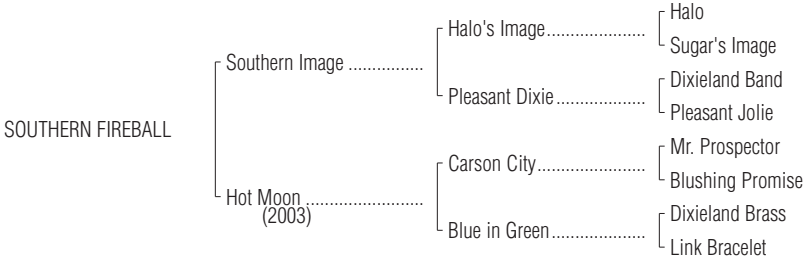 Halo
Halo's Image......................
Sugar's Image
Southern Image ................
Dixieland Band
Pleasant Dixie....................
Pleasant Jolie
SOUTHERN FIREBALL
Mr. Prospector
Carson City........................
Blushing Promise
Hot Moon .........................
(2003)
Dixieland Brass
Blue in Green.....................
Link Bracelet